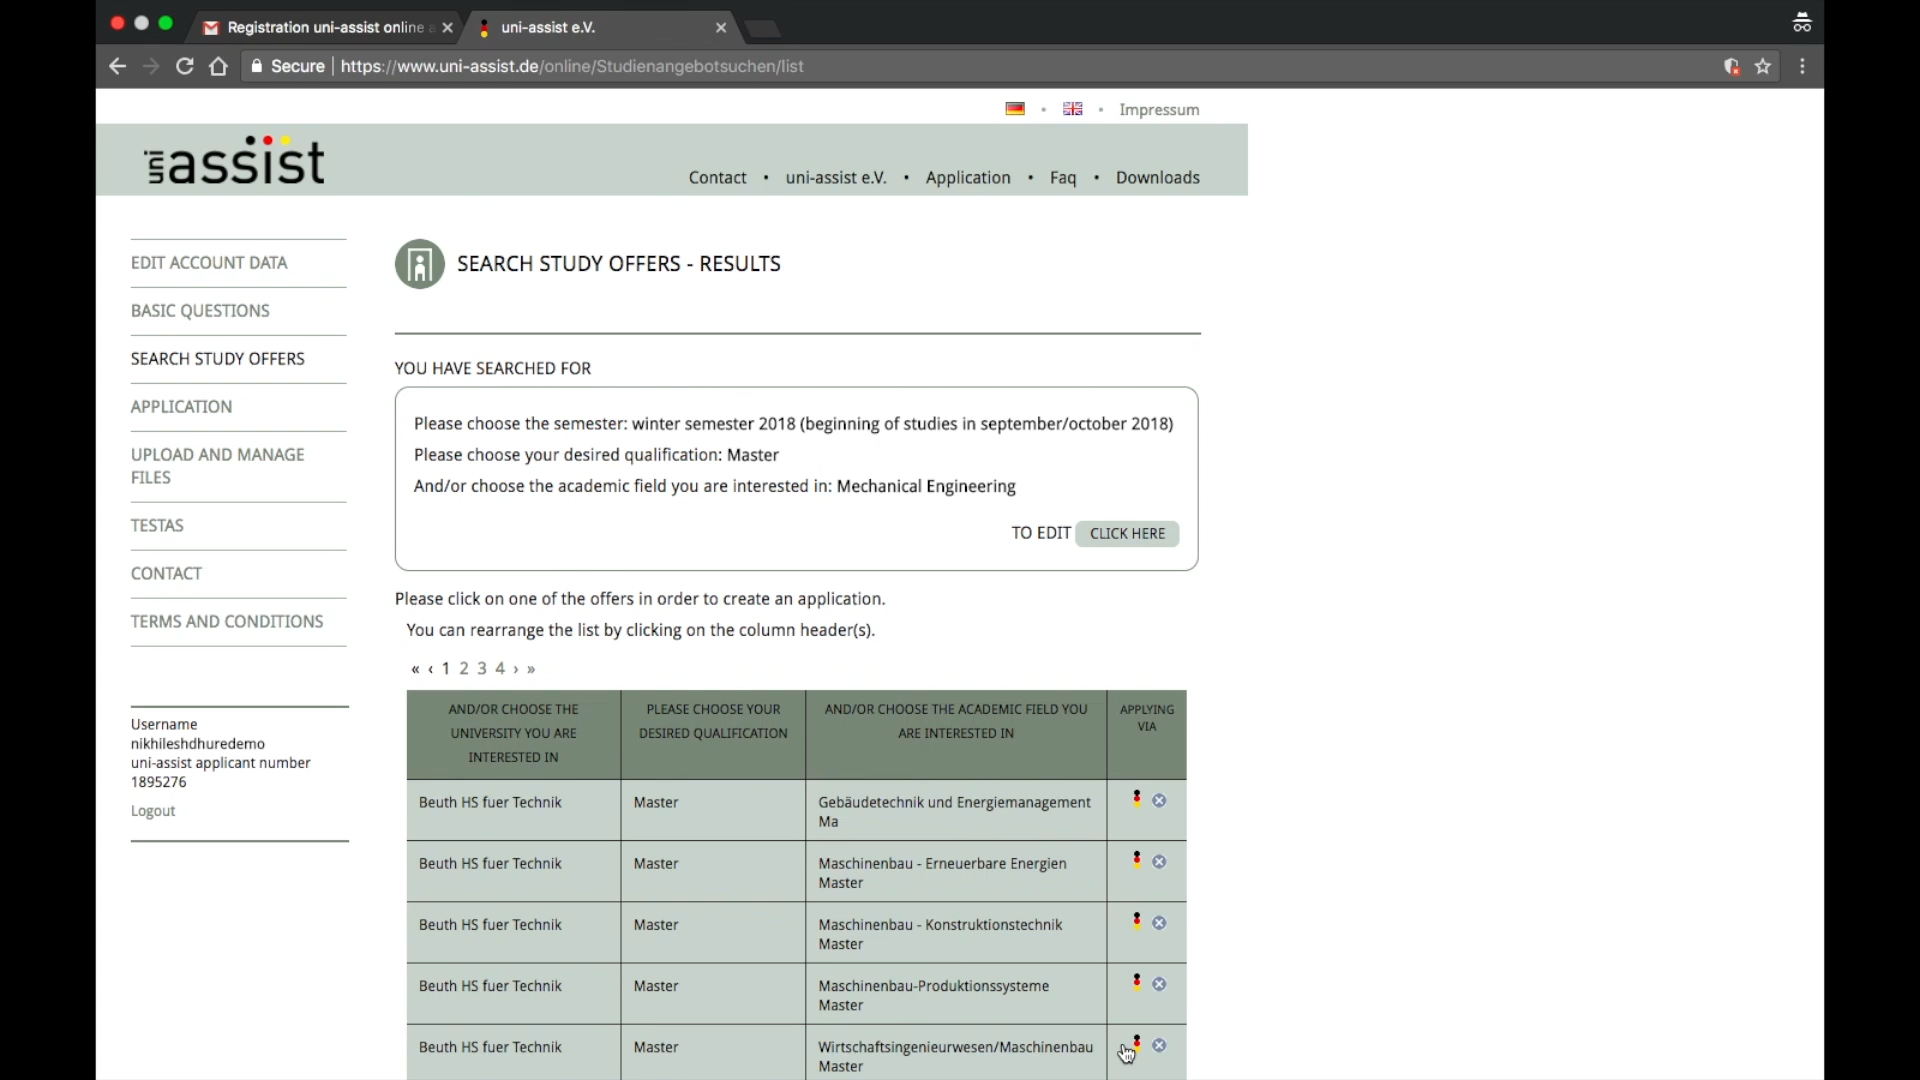 Registration uni-assist online a
uni-assist e.V.
Secure https://www.uni-assist.de/online/Studienangebotsuchen/list
Impressum
uni assist
Contact • uni-assist e.V. • Application • Faq • Downloads
EDIT ACCOUNT DATA
BASIC QUESTIONS
SEARCH STUDY OFFERS
APPLICATION
UPLOAD AND MANAGE
FILES
TESTAS
CONTACT
TERMS AND CONDITIONS
Username
nikhileshdhuredemo
uni-assist applicant number
1895276
Logout
SEARCH STUDY OFFERS - RESULTS
YOU HAVE SEARCHED FOR
Please choose the semester: winter semester 2018 (beginning of studies in september/october 2018)
Please choose your desired qualification: Master
And/or choose the academic field you are interested in: Mechanical Engineering
TO EDIT CLICK HERE
Please click on one of the offers in order to create an application.
You can rearrange the list by clicking on the column header(s).
« ‹ 1 2 3 4 › »
AND/OR CHOOSE THE
UNIVERSITY YOU ARE
INTERESTED IN
PLEASE CHOOSE YOUR
DESIRED QUALIFICATION
AND/OR CHOOSE THE ACADEMIC FIELD YOU
ARE INTERESTED IN
APPLYING
VIA
Beuth HS fuer Technik Master Gebäudetechnik und Energiemanagement
Ma
Beuth HS fuer Technik Master Maschinenbau - Erneuerbare Energien
Master
Beuth HS fuer Technik Master Maschinenbau - Konstruktionstechnik
Master
Beuth HS fuer Technik Master Maschinenbau-Produktionssysteme
Master
Beuth HS fuer Technik Master Wirtschaftsingenieurwesen/Maschinenbau
Master